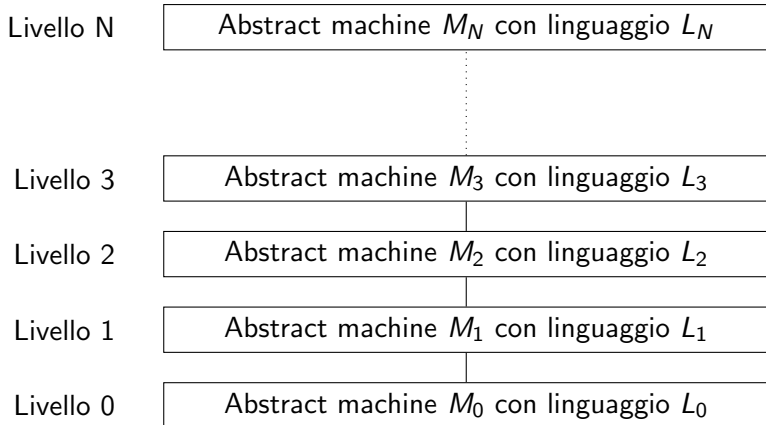 Livello N Abstract machine M_N con linguaggio L_N
Livello 3 Abstract machine M_3 con linguaggio L_3
Livello 2 Abstract machine M_2 con linguaggio L_2
Livello 1 Abstract machine M_1 con linguaggio L_1
Livello 0 Abstract machine M_0 con linguaggio L_0